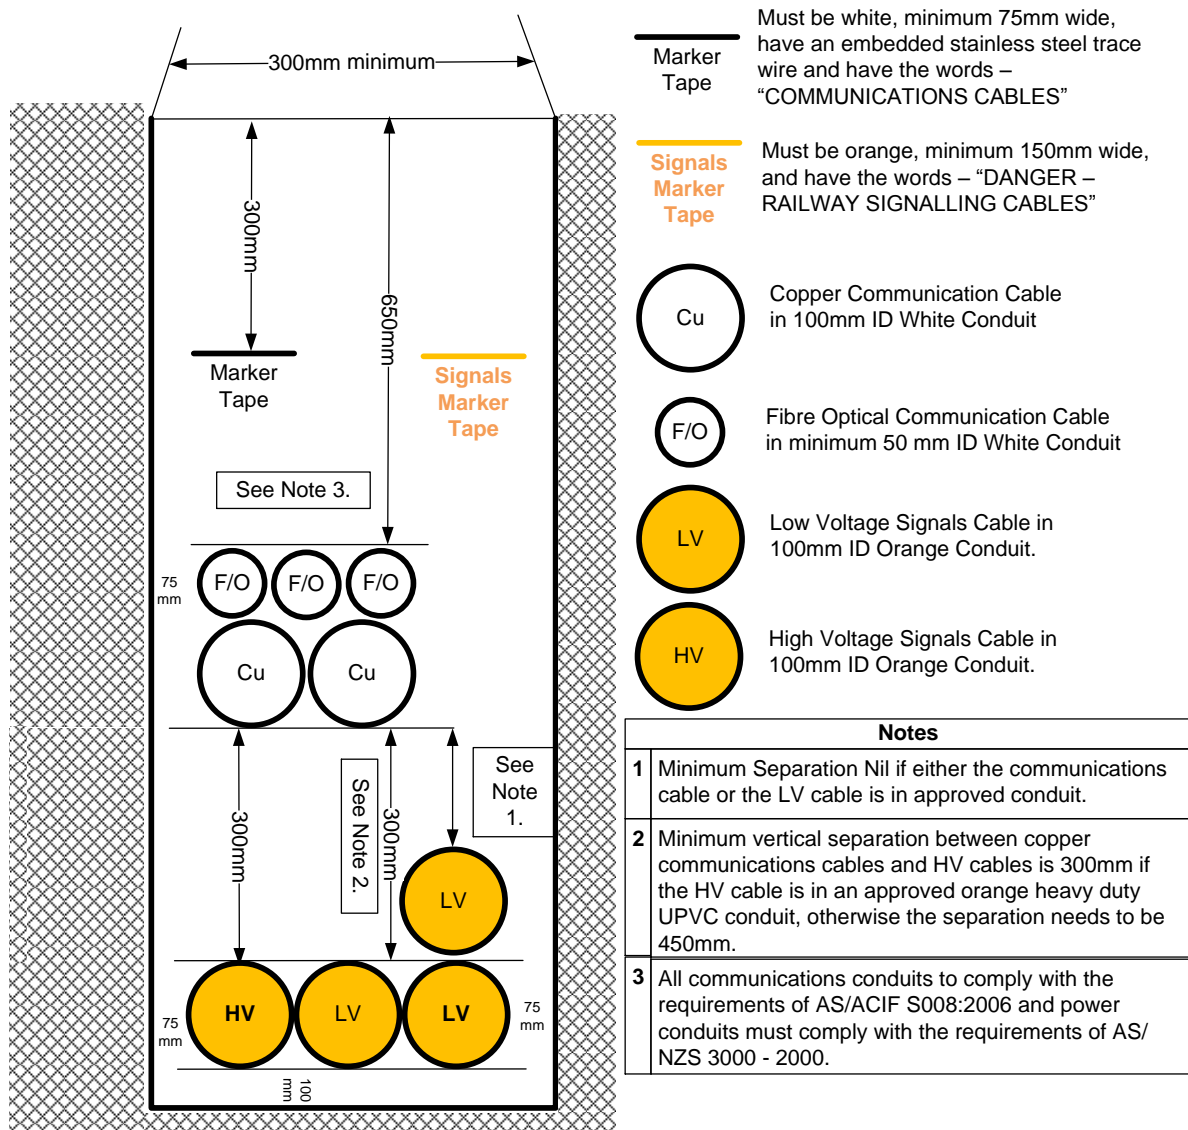 300mm minimum
300mm
650mm
Marker
Tape
Signals
Marker
Tape
See Note 3.
F/O
F/O
F/O
75
mm
Cu
Cu
300mm
See Note 2.
300mm
See
Note
1.
LV
HV
LV
LV
75
mm
75
mm
100
mm
Marker
Tape
Must be white, minimum 75mm wide,
have an embedded stainless steel trace
wire and have the words –
“COMMUNICATIONS CABLES”
Signals
Marker
Tape
Must be orange, minimum 150mm wide,
and have the words – “DANGER –
RAILWAY SIGNALLING CABLES”
Cu
Copper Communication Cable
in 100mm ID White Conduit
F/O
Fibre Optical Communication Cable
in minimum 50 mm ID White Conduit
LV
Low Voltage Signals Cable in
100mm ID Orange Conduit.
HV
High Voltage Signals Cable in
100mm ID Orange Conduit.
Notes
1 Minimum Separation Nil if either the communications
cable or the LV cable is in approved conduit.
2 Minimum vertical separation between copper
communications cables and HV cables is 300mm if
the HV cable is in an approved orange heavy duty
UPVC conduit, otherwise the separation needs to be
450mm.
3 All communications conduits to comply with the
requirements of AS/ACIF S008:2006 and power
conduits must comply with the requirements of AS/
NZS 3000 - 2000.